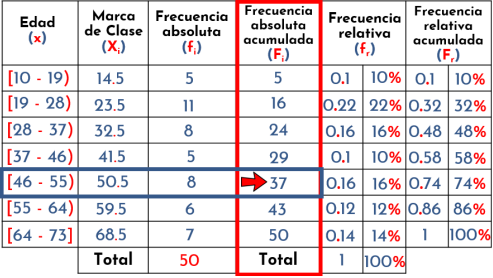 Edad (x) | Marca de Clase (Xi) | Frecuencia absoluta (fi) | Frecuencia absoluta acumulada (Fi) | Frecuencia relativa (fr) | Frecuencia relativa acumulada (Fr)
[10 - 19) | 14.5 | 5 | 5 | 0.1 | 10% | 0.1 | 10%
[19 - 28) | 23.5 | 11 | 16 | 0.22 | 22% | 0.32 | 32%
[28 - 37) | 32.5 | 8 | 24 | 0.16 | 16% | 0.48 | 48%
[37 - 46) | 41.5 | 5 | 29 | 0.1 | 10% | 0.58 | 58%
[46 - 55) | 50.5 | 8 | 37 | 0.16 | 16% | 0.74 | 74%
[55 - 64) | 59.5 | 6 | 43 | 0.12 | 12% | 0.86 | 86%
[64 - 73] | 68.5 | 7 | 50 | 0.14 | 14% | 1 | 100%
Total | 50 | Total | 1 | 100%